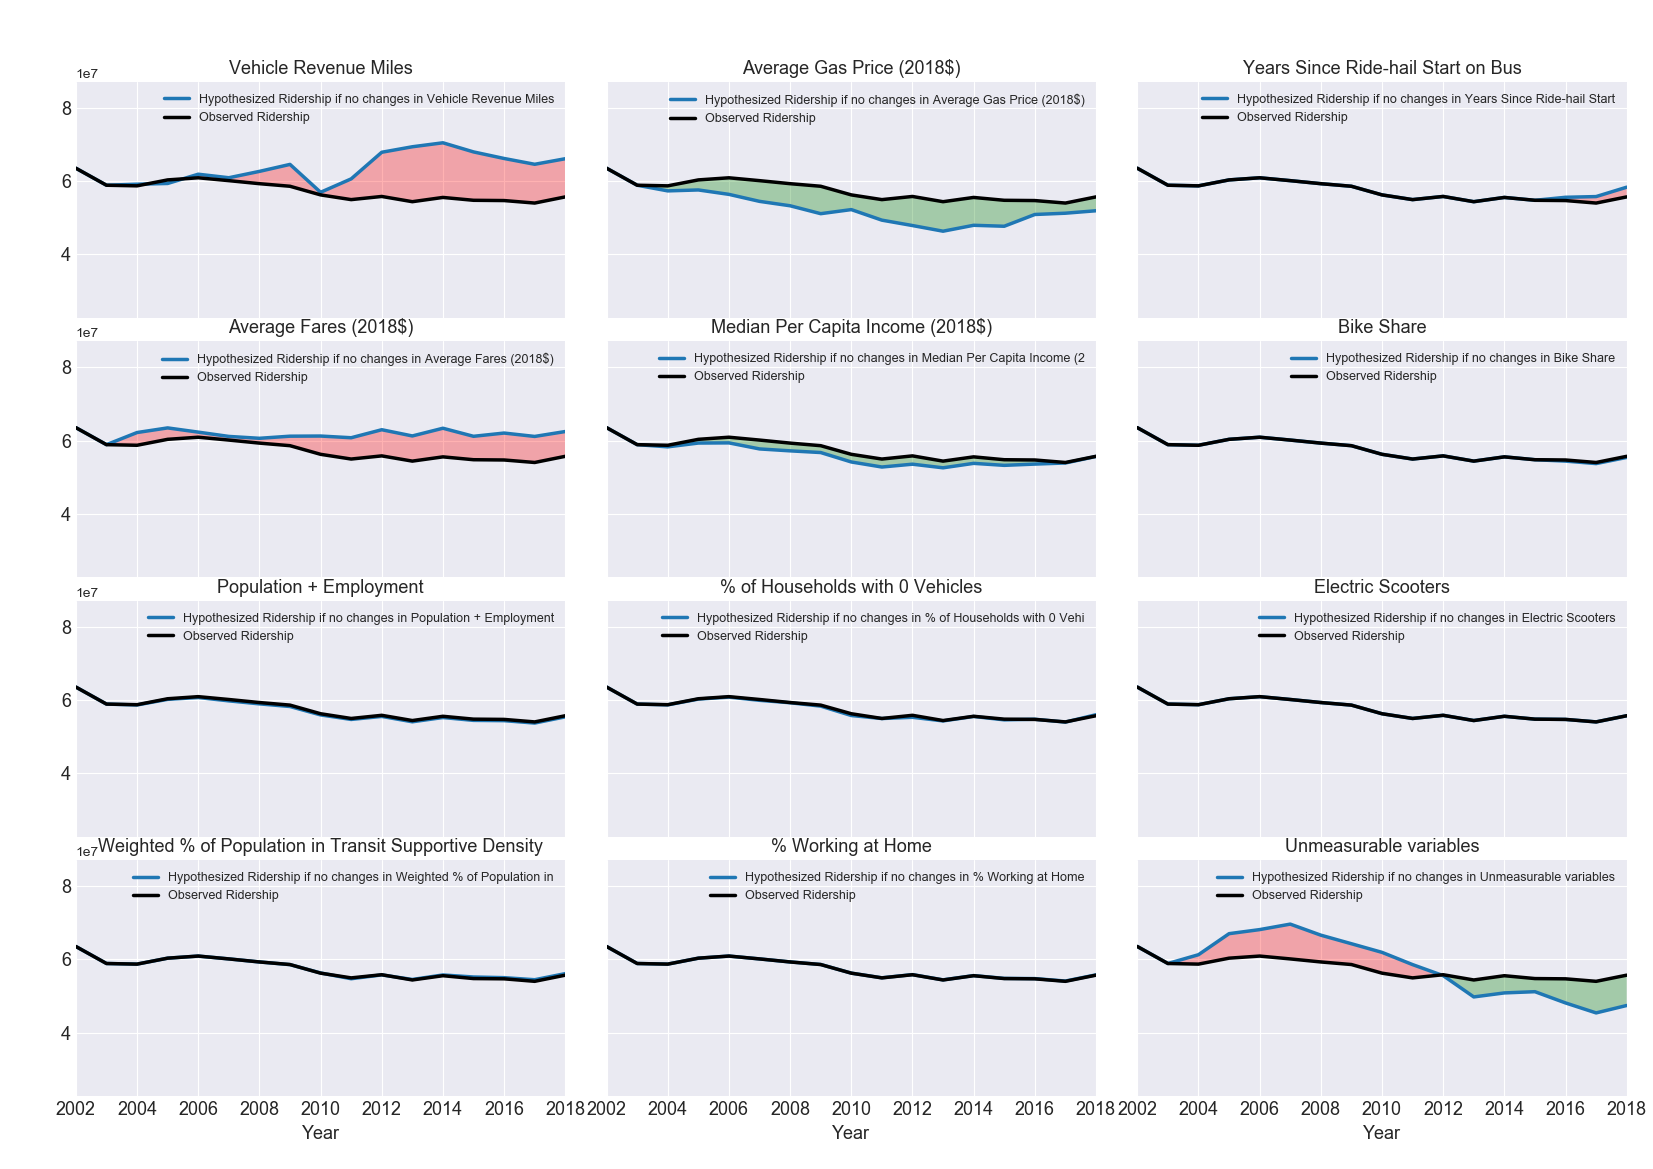 Vehicle Revenue Miles
1e7
8
6
4
Hypothesized Ridership if no changes in Vehicle Revenue Miles
Observed Ridership
Average Gas Price (2018$)
Hypothesized Ridership if no changes in Average Gas Price (2018$)
Observed Ridership
Years Since Ride-hail Start on Bus
Hypothesized Ridership if no changes in Years Since Ride-hail Start
Observed Ridership
Average Fares (2018$)
1e7
8
6
4
Hypothesized Ridership if no changes in Average Fares (2018$)
Observed Ridership
Median Per Capita Income (2018$)
Hypothesized Ridership if no changes in Median Per Capita Income (2
Observed Ridership
Bike Share
Hypothesized Ridership if no changes in Bike Share
Observed Ridership
Population + Employment
1e7
8
6
4
Hypothesized Ridership if no changes in Population + Employment
Observed Ridership
% of Households with 0 Vehicles
Hypothesized Ridership if no changes in % of Households with 0 Vehi
Observed Ridership
Electric Scooters
Hypothesized Ridership if no changes in Electric Scooters
Observed Ridership
Weighted % of Population in Transit Supportive Density
1e7
8
6
4
Hypothesized Ridership if no changes in Weighted % of Population in
Observed Ridership
2002 2004 2006 2008 2010 2012 2014 2016 2018
Year
% Working at Home
Hypothesized Ridership if no changes in % Working at Home
Observed Ridership
2002 2004 2006 2008 2010 2012 2014 2016 2018
Year
Unmeasurable variables
Hypothesized Ridership if no changes in Unmeasurable variables
Observed Ridership
2002 2004 2006 2008 2010 2012 2014 2016 2018
Year